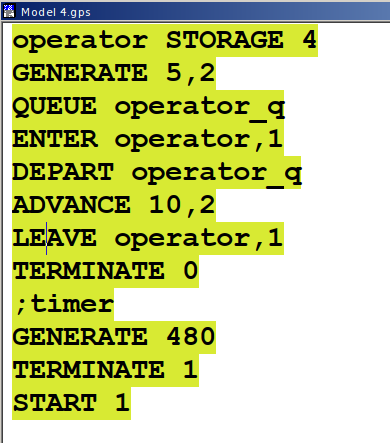 Model 4.gps
operator STORAGE 4
GENERATE 5,2
QUEUE operator_q
ENTER operator,1
DEPART operator_q
ADVANCE 10,2
LEAVE operator,1
TERMINATE 0
;timer
GENERATE 480
TERMINATE 1
START 1